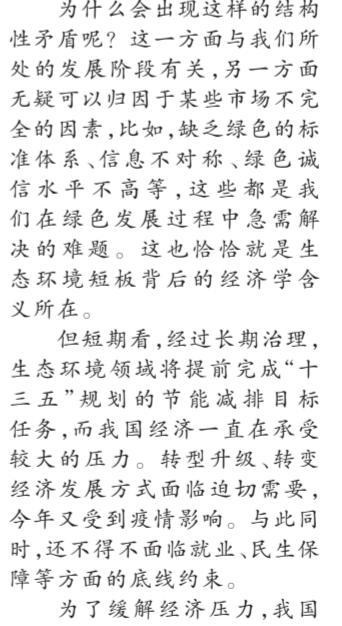 为什么会出现这样的结构
性矛盾呢？这一方面与我们所
处的发展阶段有关，另一方面
无疑可以归因于某些市场不完
全的因素，比如，缺乏绿色的标
准体系、信息不对称、绿色诚
信水平不高等，这些都是我
们在绿色发展过程中急需解
决的难题。这也恰恰就是生
态环境短板背后的经济学含
义所在。
但短期看，经过长期治理，
生态环境领域将提前完成“十
三五”规划的节能减排目标
任务，而我国经济一直在承受
较大的压力。转型升级、转变
经济发展方式面临迫切需要，
今年又受到疫情影响。与此同
时，还不得不面临就业、民生保
障等方面的底线约束。
为了缓解经济压力，我国